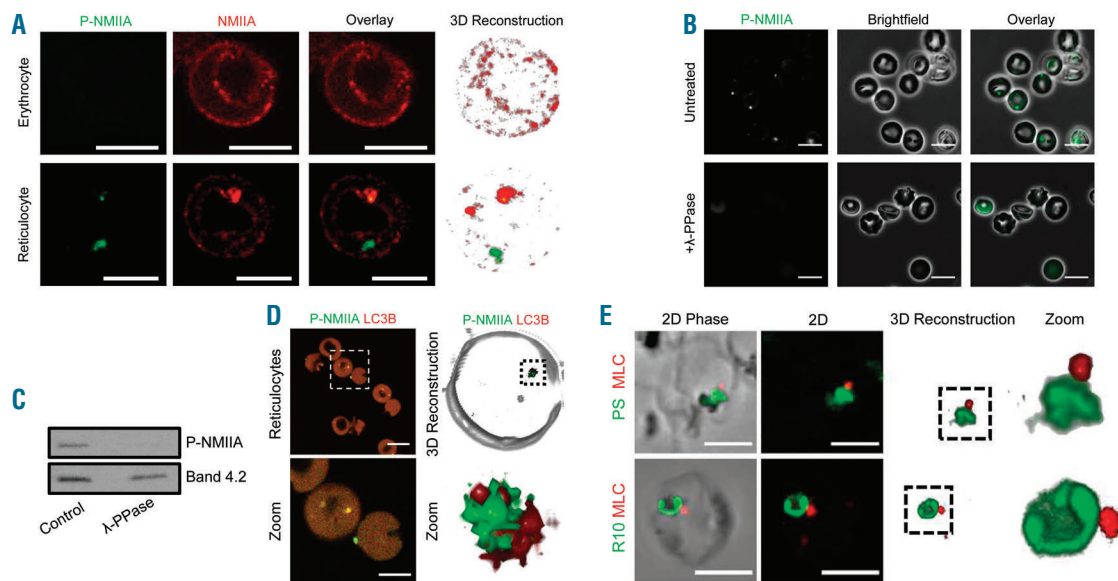 A
P-NMIIA
NMIIA
Overlay
3D Reconstruction
Erythrocyte
Reticulocyte
B
P-NMIIA
Brightfield
Overlay
Untreated
+λ-PPase
C
P-NMIIA
Band 4.2
Control
λ-PPase
D
P-NMIIA LC3B
P-NMIIA LC3B
Reticulocytes
3D Reconstruction
Zoom
Zoom
E
2D Phase
2D
3D Reconstruction
Zoom
PS MLC
R10 MLC